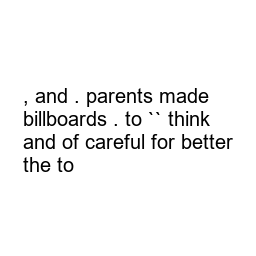 , and . parents made
billboards . to `` think
and of careful for better
the to